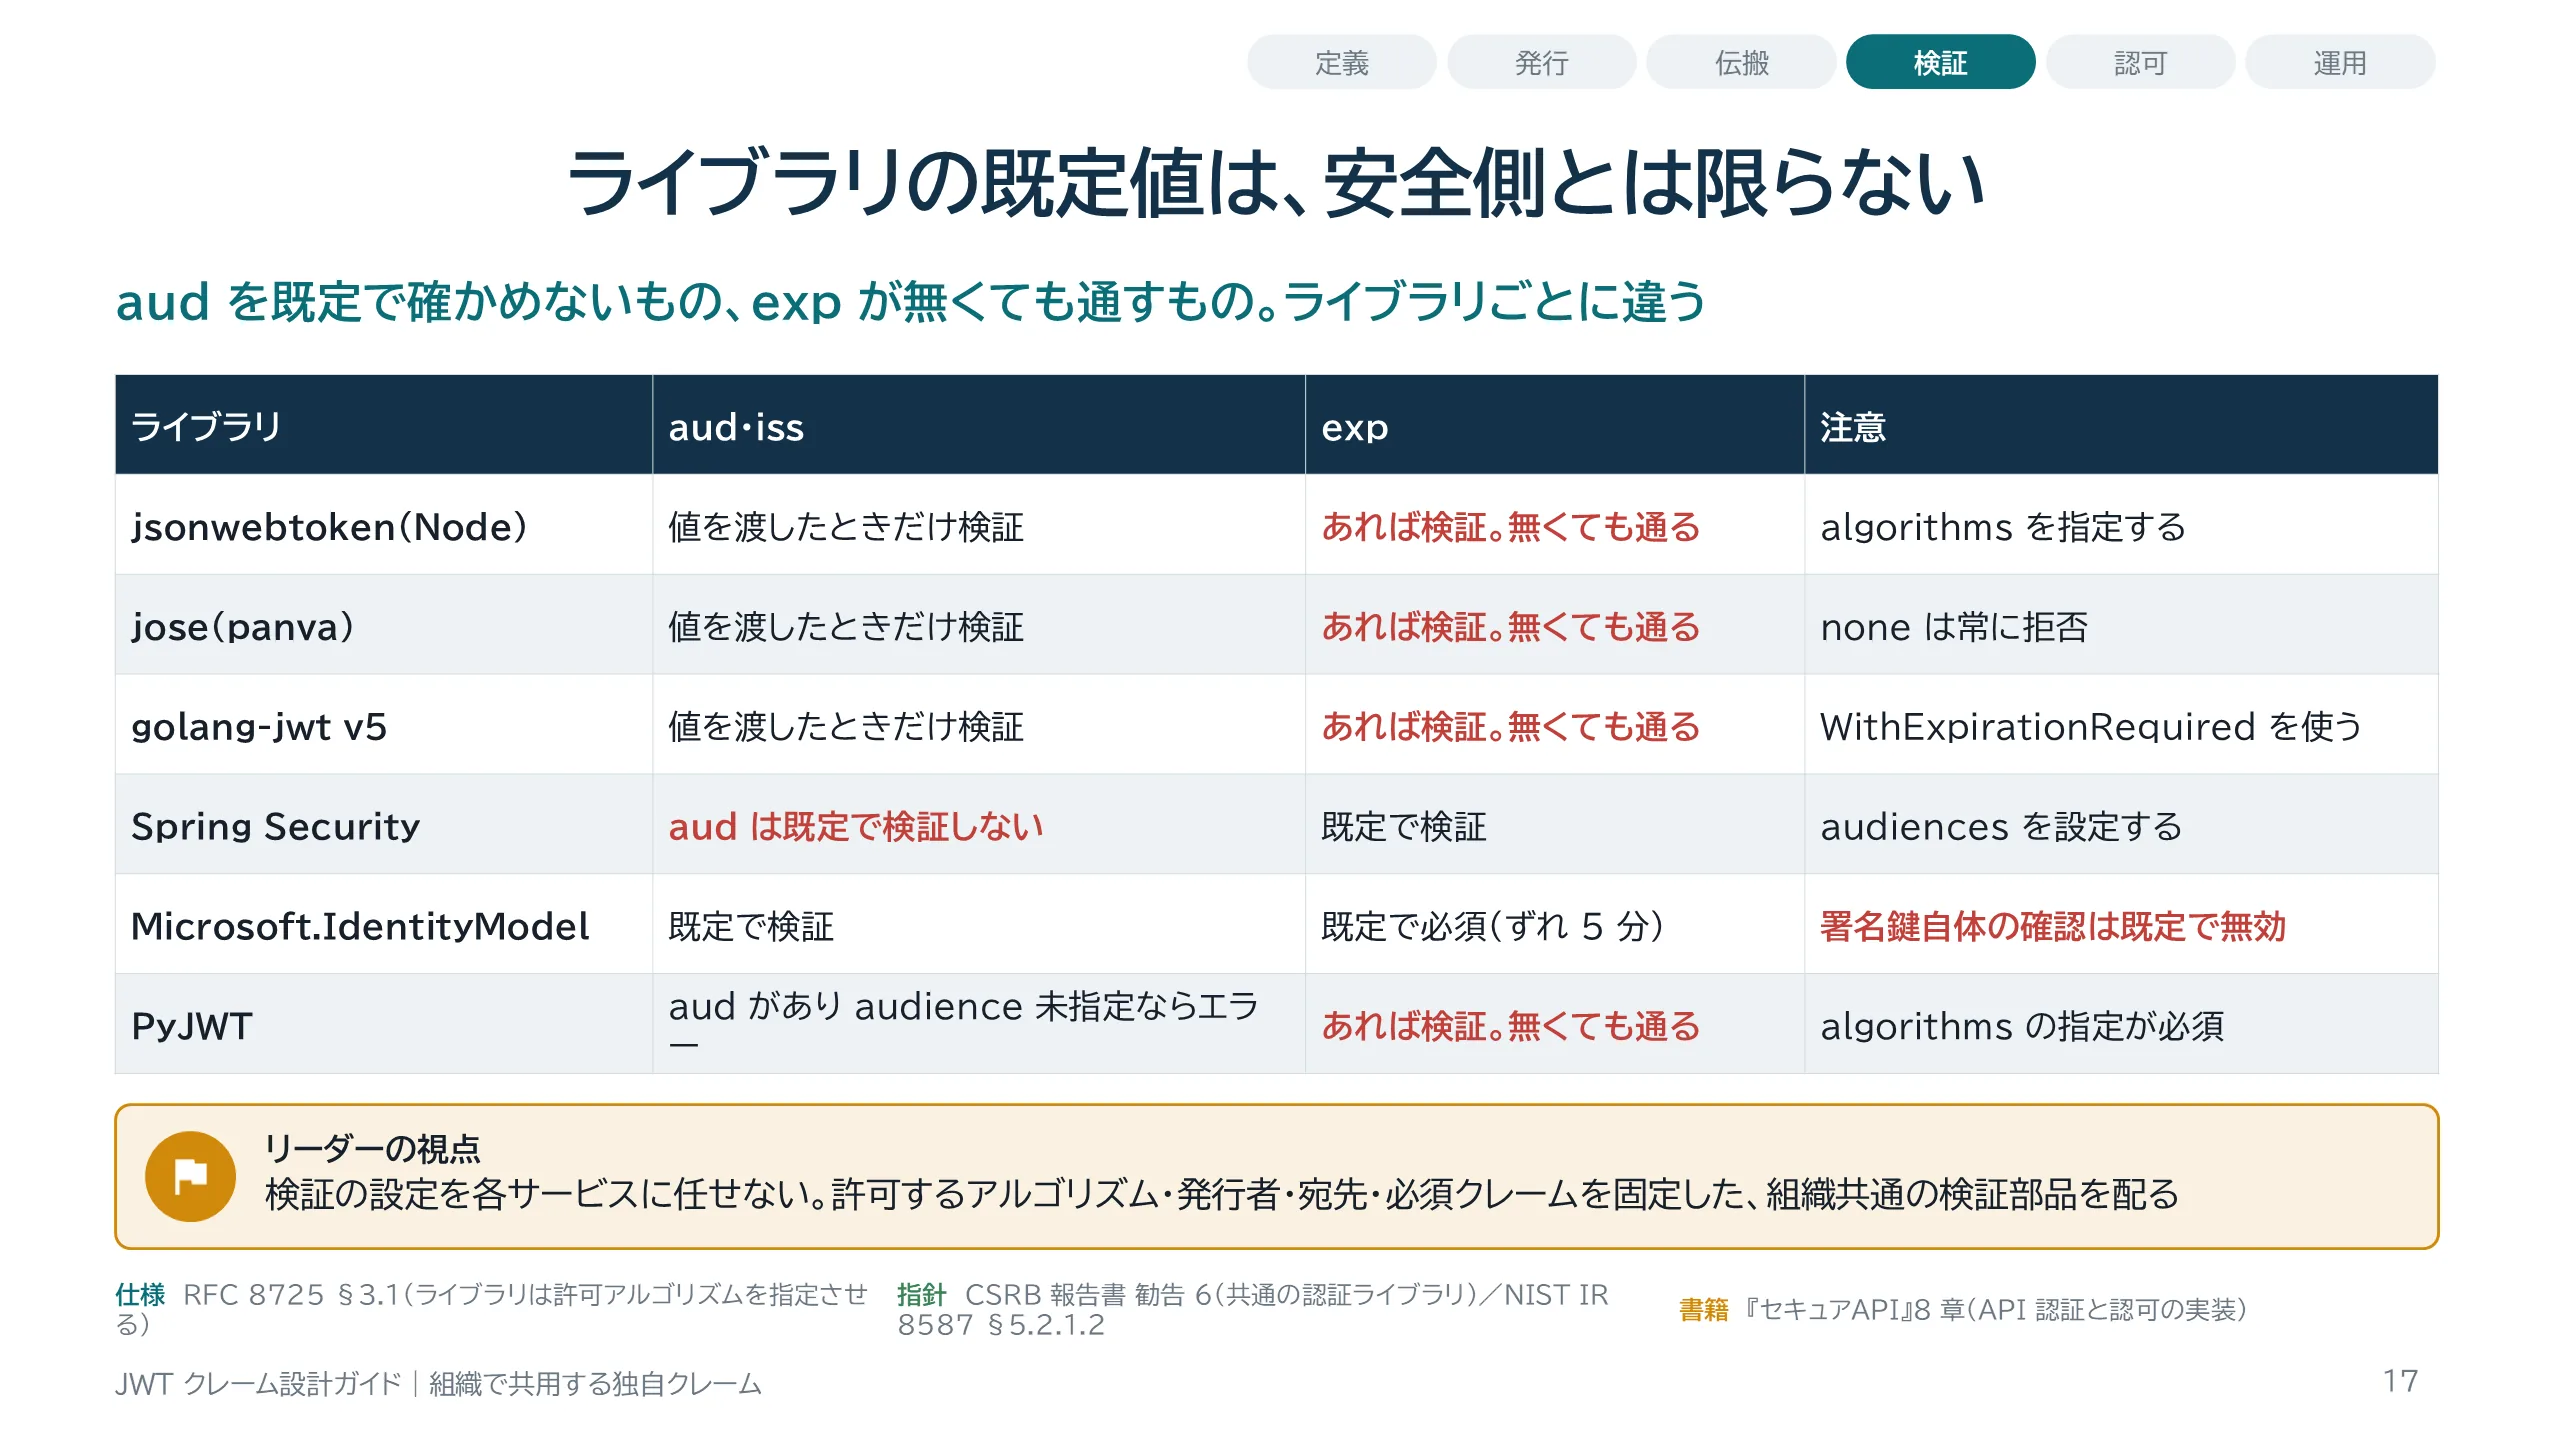 定義 発行 伝搬 検証 認可 運用
ライブラリの既定値は、安全側とは限らない
aud を既定で確かめないもの、exp が無くても通すもの。ライブラリごとに違う
ライブラリ aud・iss exp 注意
jsonwebtoken（Node） 値を渡したときだけ検証 あれば検証。無くても通る algorithms を指定する
jose（panva） 値を渡したときだけ検証 あれば検証。無くても通る none は常に拒否
golang-jwt v5 値を渡したときだけ検証 あれば検証。無くても通る WithExpirationRequired を使う
Spring Security aud は既定で検証しない 既定で検証 audiences を設定する
Microsoft.IdentityModel 既定で検証 既定で必須（ずれ 5 分） 署名鍵自体の確認は既定で無効
PyJWT aud があり audience 未指定ならエラ
ー あれば検証。無くても通る algorithms の指定が必須
リーダーの視点
検証の設定を各サービスに任せない。許可するアルゴリズム・発行者・宛先・必須クレームを固定した、組織共通の検証部品を配る
仕様 RFC 8725 §3.1（ライブラリは許可アルゴリズムを指定させ
る）
指針 CSRB 報告書 勧告 6（共通の認証ライブラリ）／NIST IR
8587 §5.2.1.2
書籍 『セキュアAPI』8 章（API 認証と認可の実装）
JWT クレーム設計ガイド｜組織で共用する独自クレーム
17